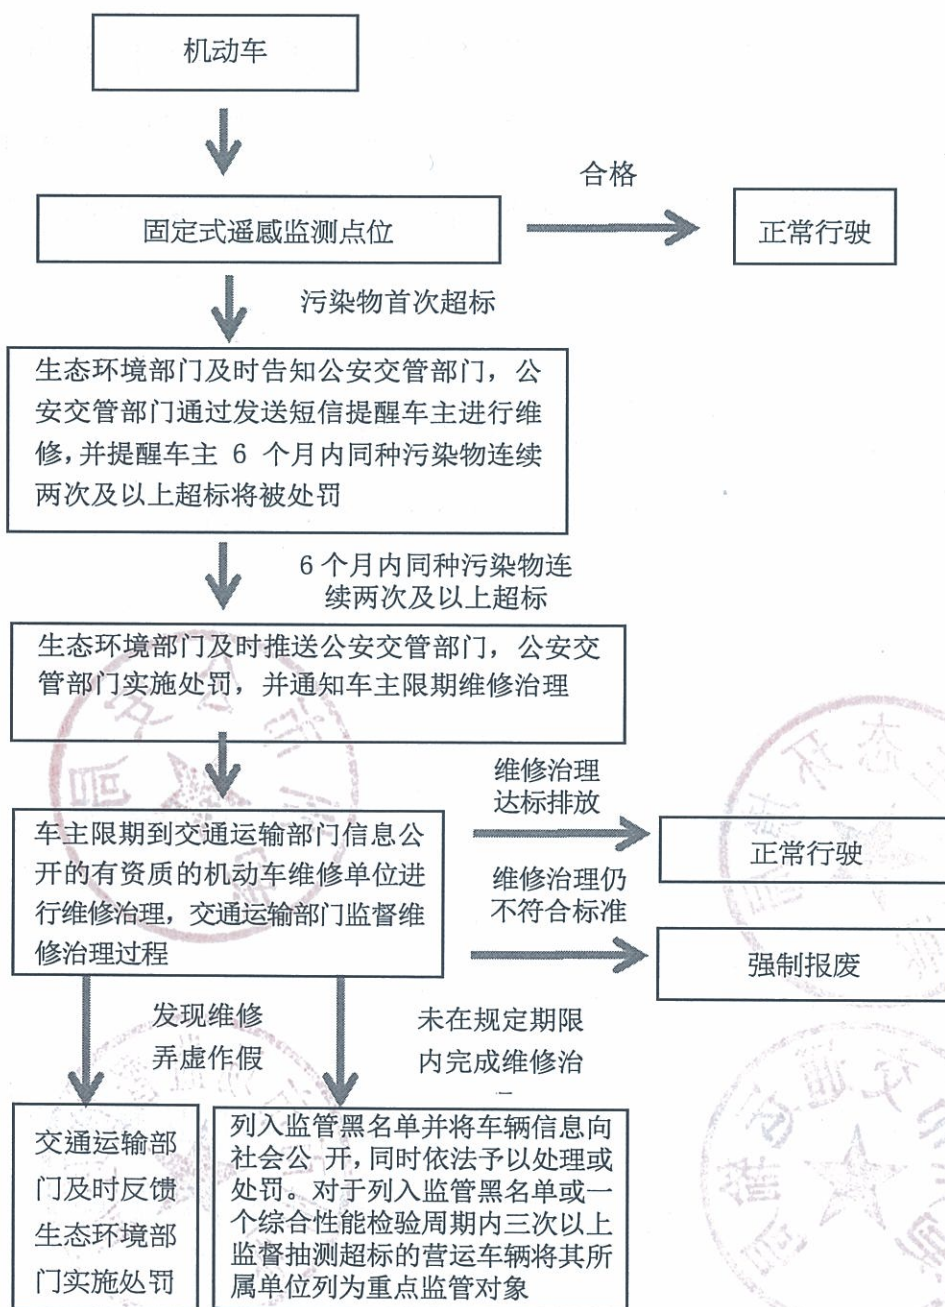 机动车
合格
固定式遥感监测点位
正常行驶
污染物首次超标
生态环境部门及时告知公安交管部门，公
安交管部门通过发送短信提醒车主进行维
修，并提醒车主 6 个月内同种污染物连续
两次及以上超标将被处罚
6 个月内同种污染物连
续两次及以上超标
生态环境部门及时推送公安交管部门，公安交
管部门实施处罚，并通知车主限期维修治理
车主限期到交通运输部门信息公
开的有资质的机动车维修单位进
行维修治理，交通运输部门监督维
修治理过程
维修治理
达标排放
正常行驶
维修治理仍
不符合标准
强制报废
发现维修
弄虚作假
未在规定期限
内完成维修治
交通运输部
门及时反馈
生态环境部
门实施处罚
列入监管黑名单并将车辆信息向
社会公 开，同时依法予以处理或
处罚。对于列入监管黑名单或一
个综合性能检验周期内三次以上
监督抽测超标的营运车辆将其所
属单位列为重点监管对象